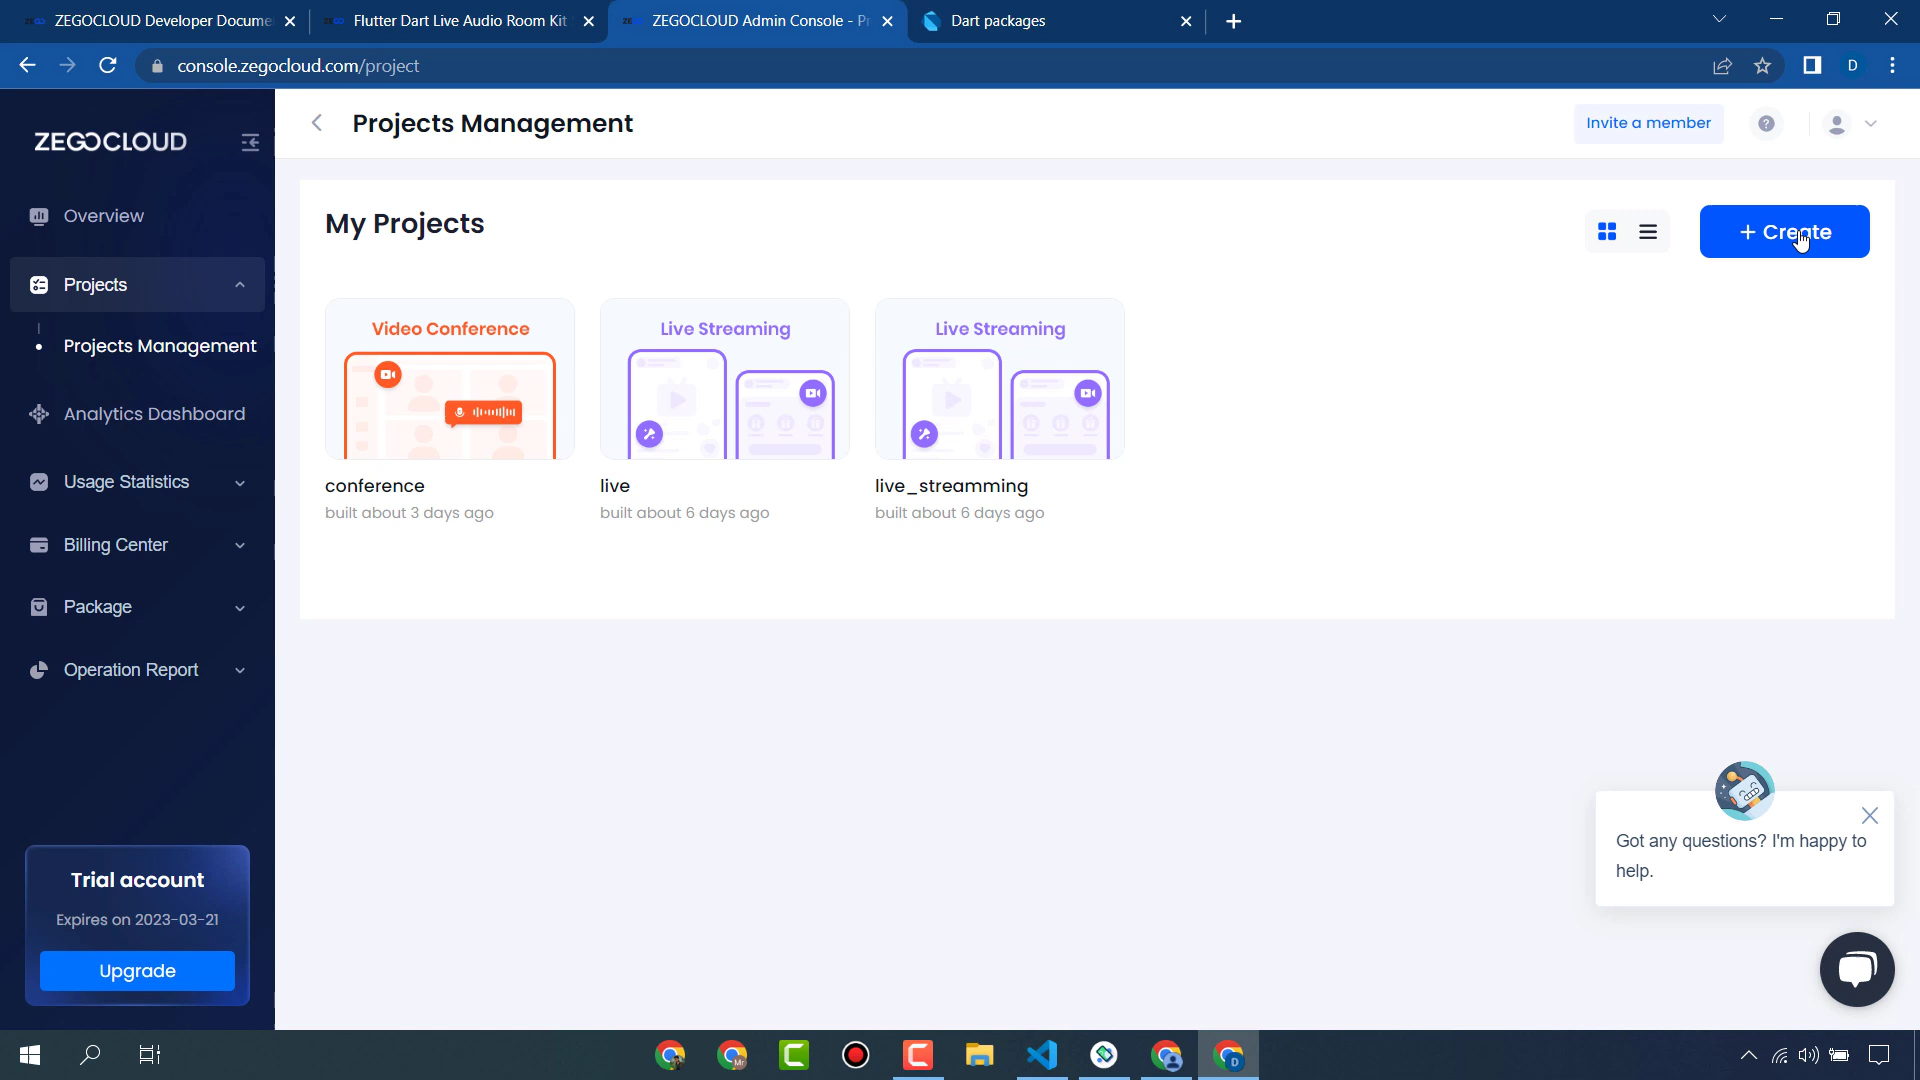 ZEGOCLOUD Developer Docume
Flutter Dart Live Audio Room Kit
ZEGOCLOUD Admin Console - Pr
Dart packages
console.zegocloud.com/project
D
ZEGOCLOUD
Projects Management
Invite a member
Overview
Projects
Projects Management
Analytics Dashboard
Usage Statistics
Billing Center
Package
Operation Report
Trial account
Expires on 2023-03-21
Upgrade
My Projects
+ Create
Video Conference
Live Streaming
Live Streaming
conference
live
live_streamming
built about 3 days ago
built about 6 days ago
built about 6 days ago
Got any questions? I'm happy to
help.